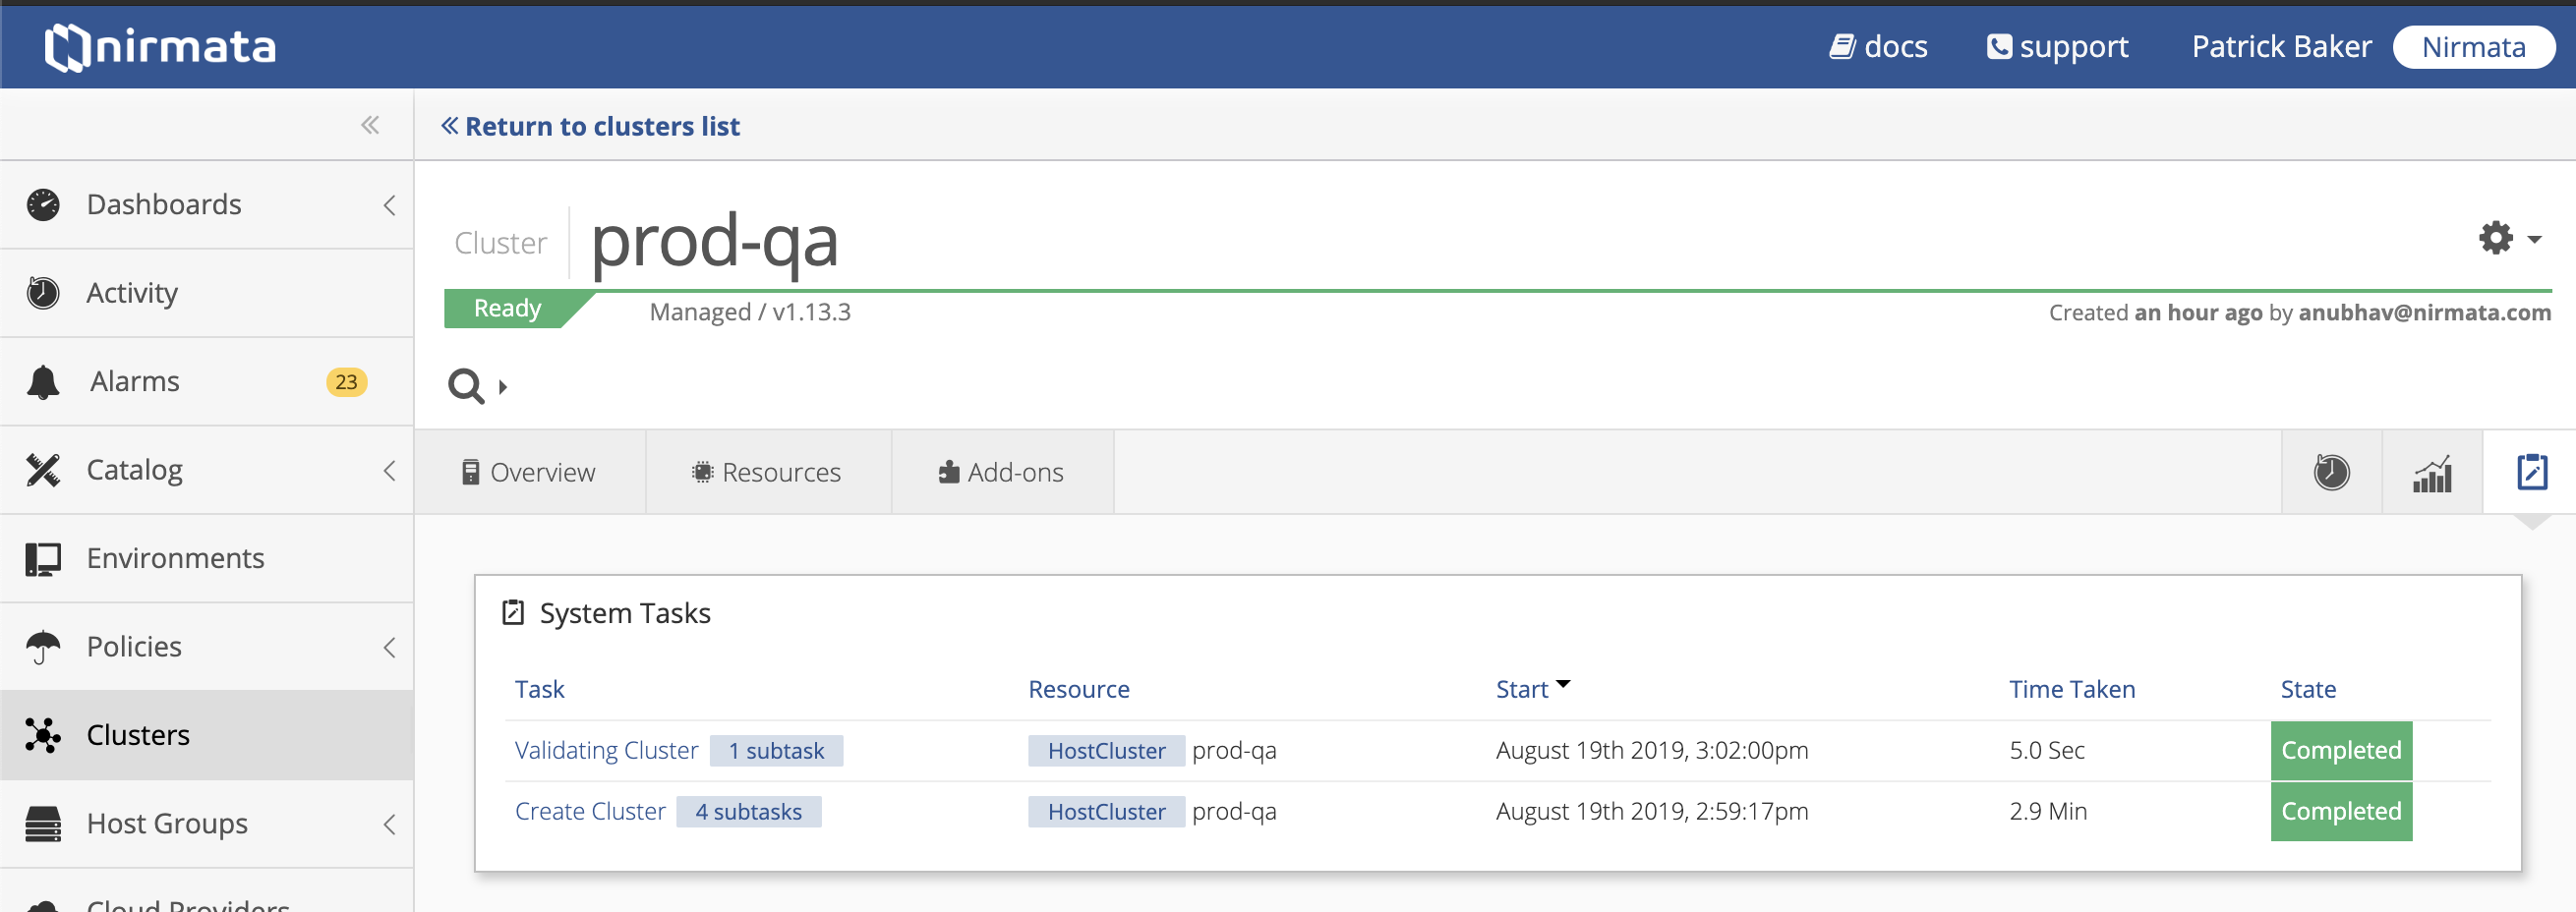 nirmata
docs
support
Patrick Baker
Nirmata
Return to clusters list
Dashboards
Activity
Alarms
23
Catalog
Environments
Policies
Clusters
Host Groups
Cloud Providers
Cluster
prod-qa
Ready
Managed / v1.13.3
Created an hour ago by anubhav@nirmata.com
Overview
Resources
Add-ons
System Tasks
Task Resource Start Time Taken State
Validating Cluster 1 subtask HostCluster prod-qa August 19th 2019, 3:02:00pm 5.0 Sec Completed
Create Cluster 4 subtasks HostCluster prod-qa August 19th 2019, 2:59:17pm 2.9 Min Completed